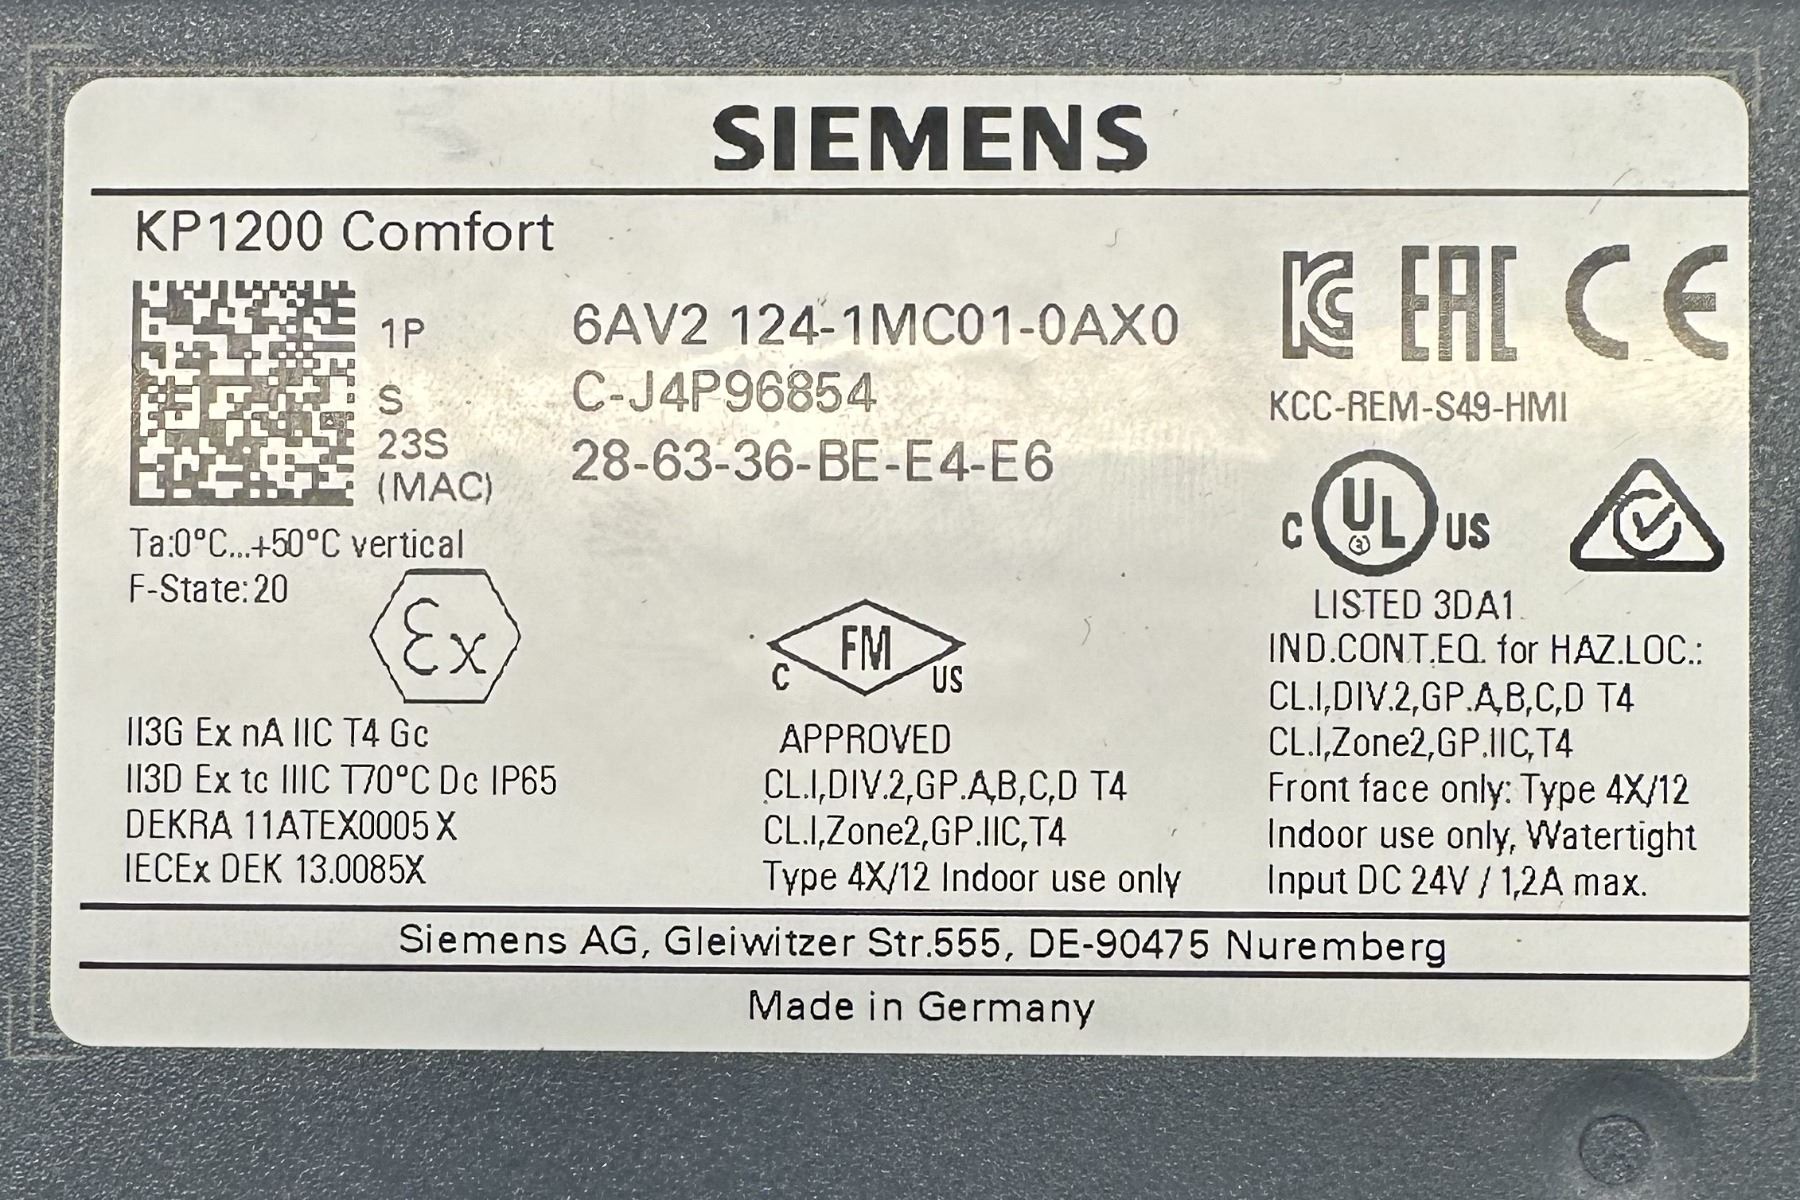 SIEMENS
KP1200 Comfort
1P 6AV2 124-1MC01-0AX0
S C-J4P96854
23S 28-63-36-BE-E4-E6
(MAC)
Ta:0°C...+50°C vertical
F-State:20
Ex
II3G Ex nA IIC T4 Gc
II3D Ex tc IIIC T70°C Dc IP65
DEKRA 11ATEX0005 X
IECEx DEK 13.0085X
FM
C US
APPROVED
CL.I,DIV.2,GP.A,B,C,D T4
CL.I,Zone2,GP.IIC,T4
Type 4X/12 Indoor use only
KC EAC CE
KCC-REM-S49-HMI
C UL US
LISTED 3DA1
IND.CONT.EQ. for HAZ.LOC.:
CL.I,DIV.2,GP.A,B,C,D T4
CL.I,Zone2,GP.IIC,T4
Front face only: Type 4X/12
Indoor use only, Watertight
Input DC 24V / 1,2A max.
Siemens AG, Gleiwitzer Str.555, DE-90475 Nuremberg
Made in Germany